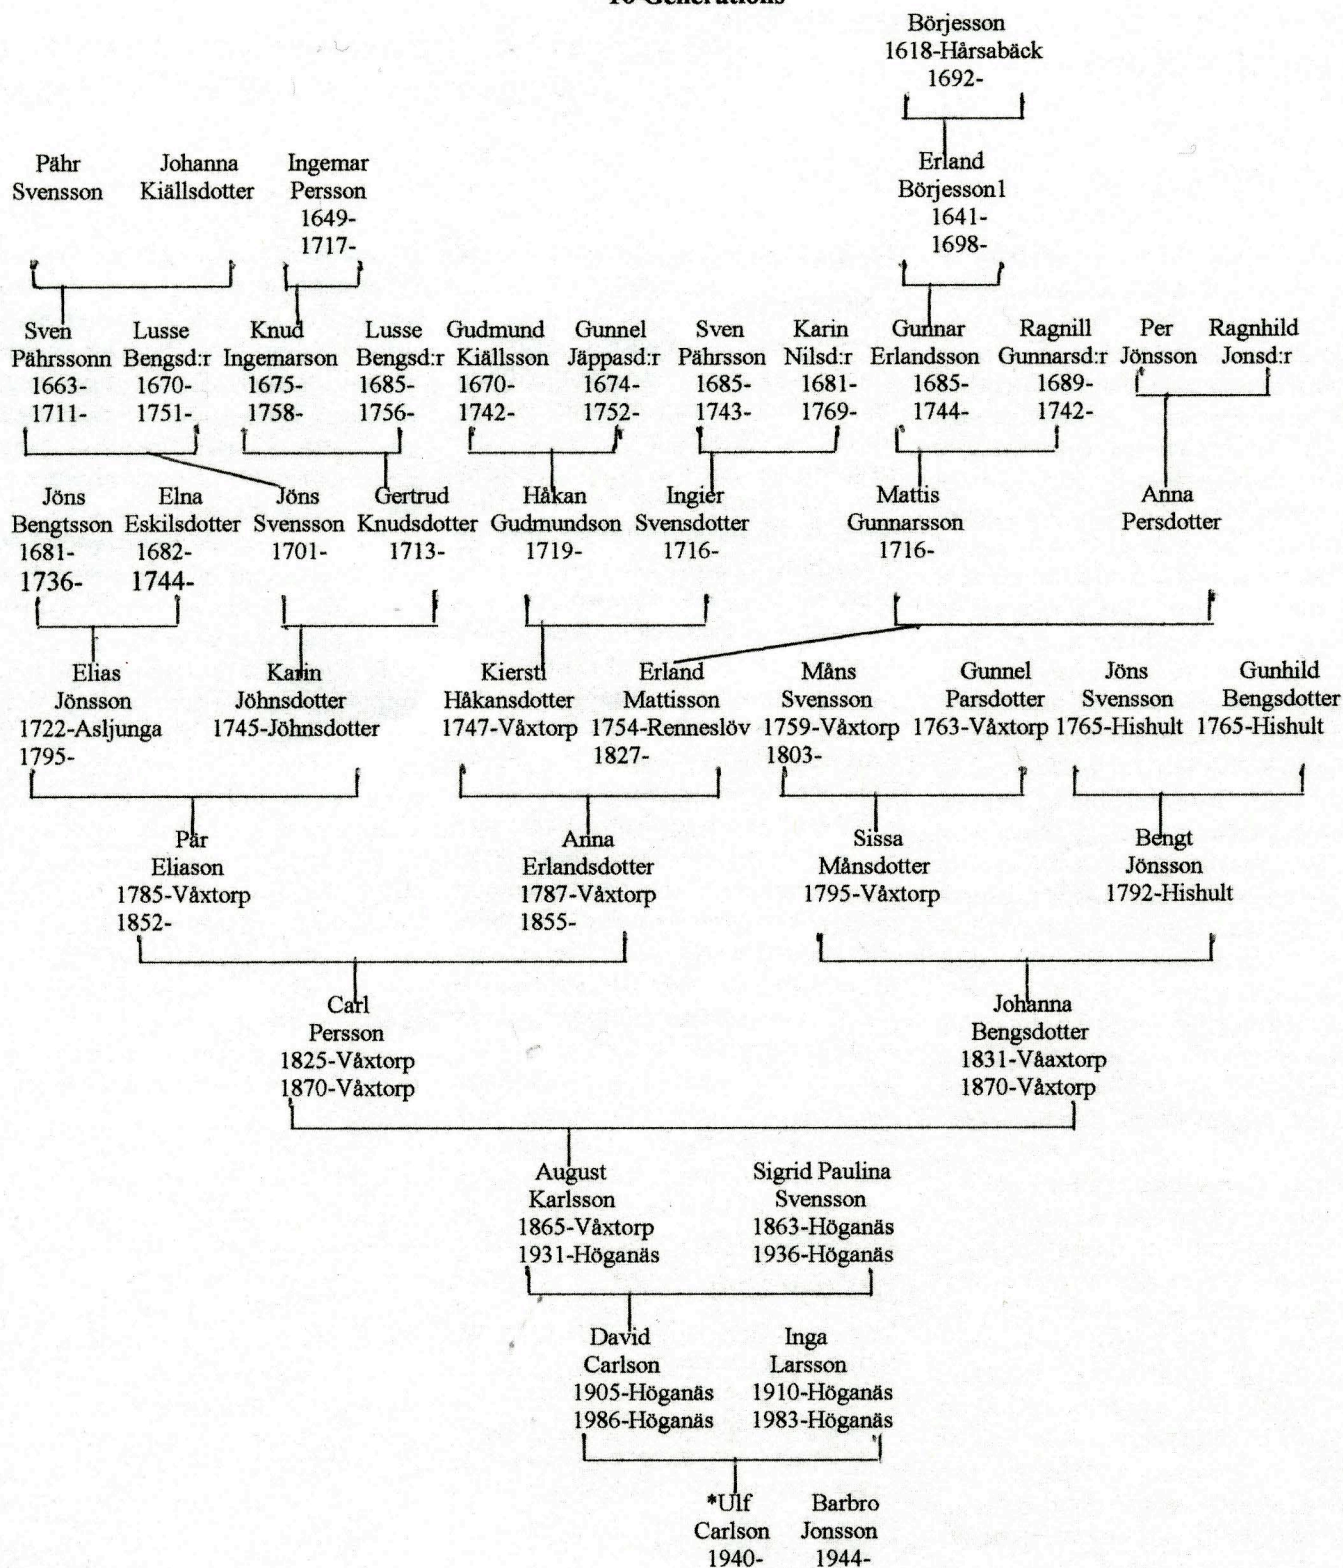 10 Generations
Börjesson
1618-Hårsabäck
1692-
Pähr Johanna Ingemar Erland
Svensson Kiällsdotter Persson Börjesson1
1649- 1641-
1717- 1698-
Sven Lusse Knud Lusse Gudmund Gunnel Sven Karin Gunnar Ragnill Per Ragnhild
Pährssonn Bengsd:r Ingemarson Bengsd:r Kiällsson Jäppasd:r Pährsson Nilsd:r Erlandsson Gunnarsd:r Jönsson Jonsd:r
1663- 1670- 1675- 1685- 1670- 1674- 1685- 1681- 1685- 1689-
1711- 1751- 1758- 1756- 1742- 1752- 1743- 1769- 1744- 1742-
Jöns Elna Jöns Gertrud Håkan Ingier Mattis Anna
Bengtsson Eskilsdotter Svensson Knudsdotter Gudmundson Svensdotter Gunnarsson Persdotter
1681- 1682- 1701- 1713- 1719- 1716- 1716-
1736- 1744-
Elias Karin Kiersti Erland Måns Gunnel Jöns Gunhild
Jönsson Jöhnsdotter Håkansdotter Mattisson Svensson Parsdotter Svensson Bengsdotter
1722-Asljunga 1745-Jöhnsdotter 1747-Våxtorp 1754-Renneslöv 1759-Våxtorp 1763-Våxtorp 1765-Hishult 1765-Hishult
1795- 1827- 1803-
Pär Anna Sissa Bengt
Eliason Erlandsdotter Månsdotter Jönsson
1785-Våxtorp 1787-Våxtorp 1795-Våxtorp 1792-Hishult
1852- 1855-
Carl Johanna
Persson Bengsdotter
1825-Våxtorp 1831-Våaxtorp
1870-Våxtorp 1870-Våxtorp
August Sigrid Paulina
Karlsson Svensson
1865-Våxtorp 1863-Höganäs
1931-Höganäs 1936-Höganäs
David Inga
Carlson Larsson
1905-Höganäs 1910-Höganäs
1986-Höganäs 1983-Höganäs
*Ulf Barbro
Carlson Jonsson
1940- 1944-